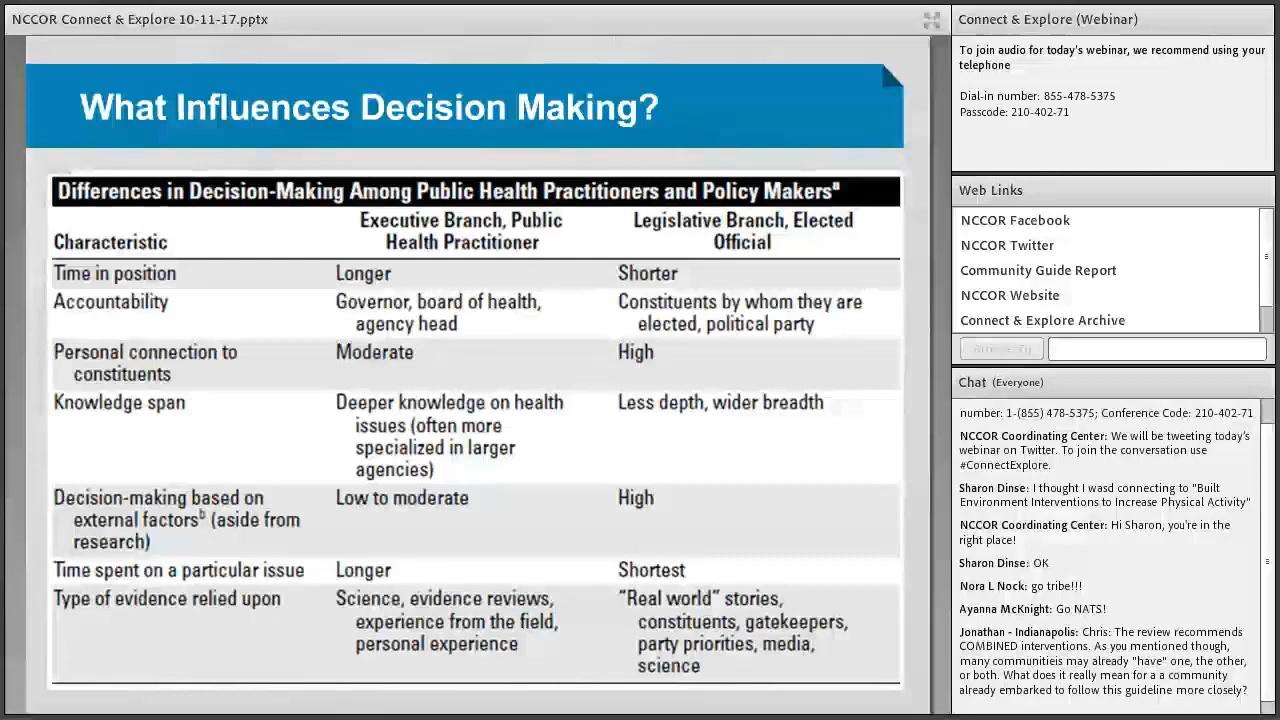 NCCOR Connect & Explore 10-11-17.pptx
What Influences Decision Making?
Differences in Decision-Making Among Public Health Practitioners and Policy Makersª
Characteristic
Executive Branch, Public
Health Practitioner
Legislative Branch, Elected
Official
Time in position
Longer
Shorter
Accountability
Governor, board of health,
agency head
Constituents by whom they are
elected, political party
Personal connection to
constituents
Moderate
High
Knowledge span
Deeper knowledge on health
issues (often more
specialized in larger
agencies)
Less depth, wider breadth
Decision-making based on
external factorsᵇ (aside from
research)
Low to moderate
High
Time spent on a particular issue
Longer
Shortest
Type of evidence relied upon
Science, evidence reviews,
experience from the field,
personal experience
“Real world” stories,
constituents, gatekeepers,
party priorities, media,
science
Connect & Explore (Webinar)
To join audio for today's webinar, we recommend using your
telephone
Dial-in number: 855-478-5375
Passcode: 210-402-71
Web Links
NCCOR Facebook
NCCOR Twitter
Community Guide Report
NCCOR Website
Connect & Explore Archive
Browse To
Chat (Everyone)
number: 1-(855) 478-5375; Conference Code: 210-402-71
NCCOR Coordinating Center: We will be tweeting today's
webinar on Twitter. To join the conversation use
#ConnectExplore.
Sharon Dinse: I thought I wasd connecting to "Built
Environment Interventions to Increase Physical Activity"
NCCOR Coordinating Center: Hi Sharon, you're in the
right place!
Sharon Dinse: OK
Nora L Nock: go tribe!!!
Ayanna McKnight: Go NATS!
Jonathan - Indianapolis: Chris: The review recommends
COMBINED interventions. As you mentioned though,
many communitieis may already "have" one, the other,
or both. What does it really mean for a a community
already embarked to follow this guideline more closely?